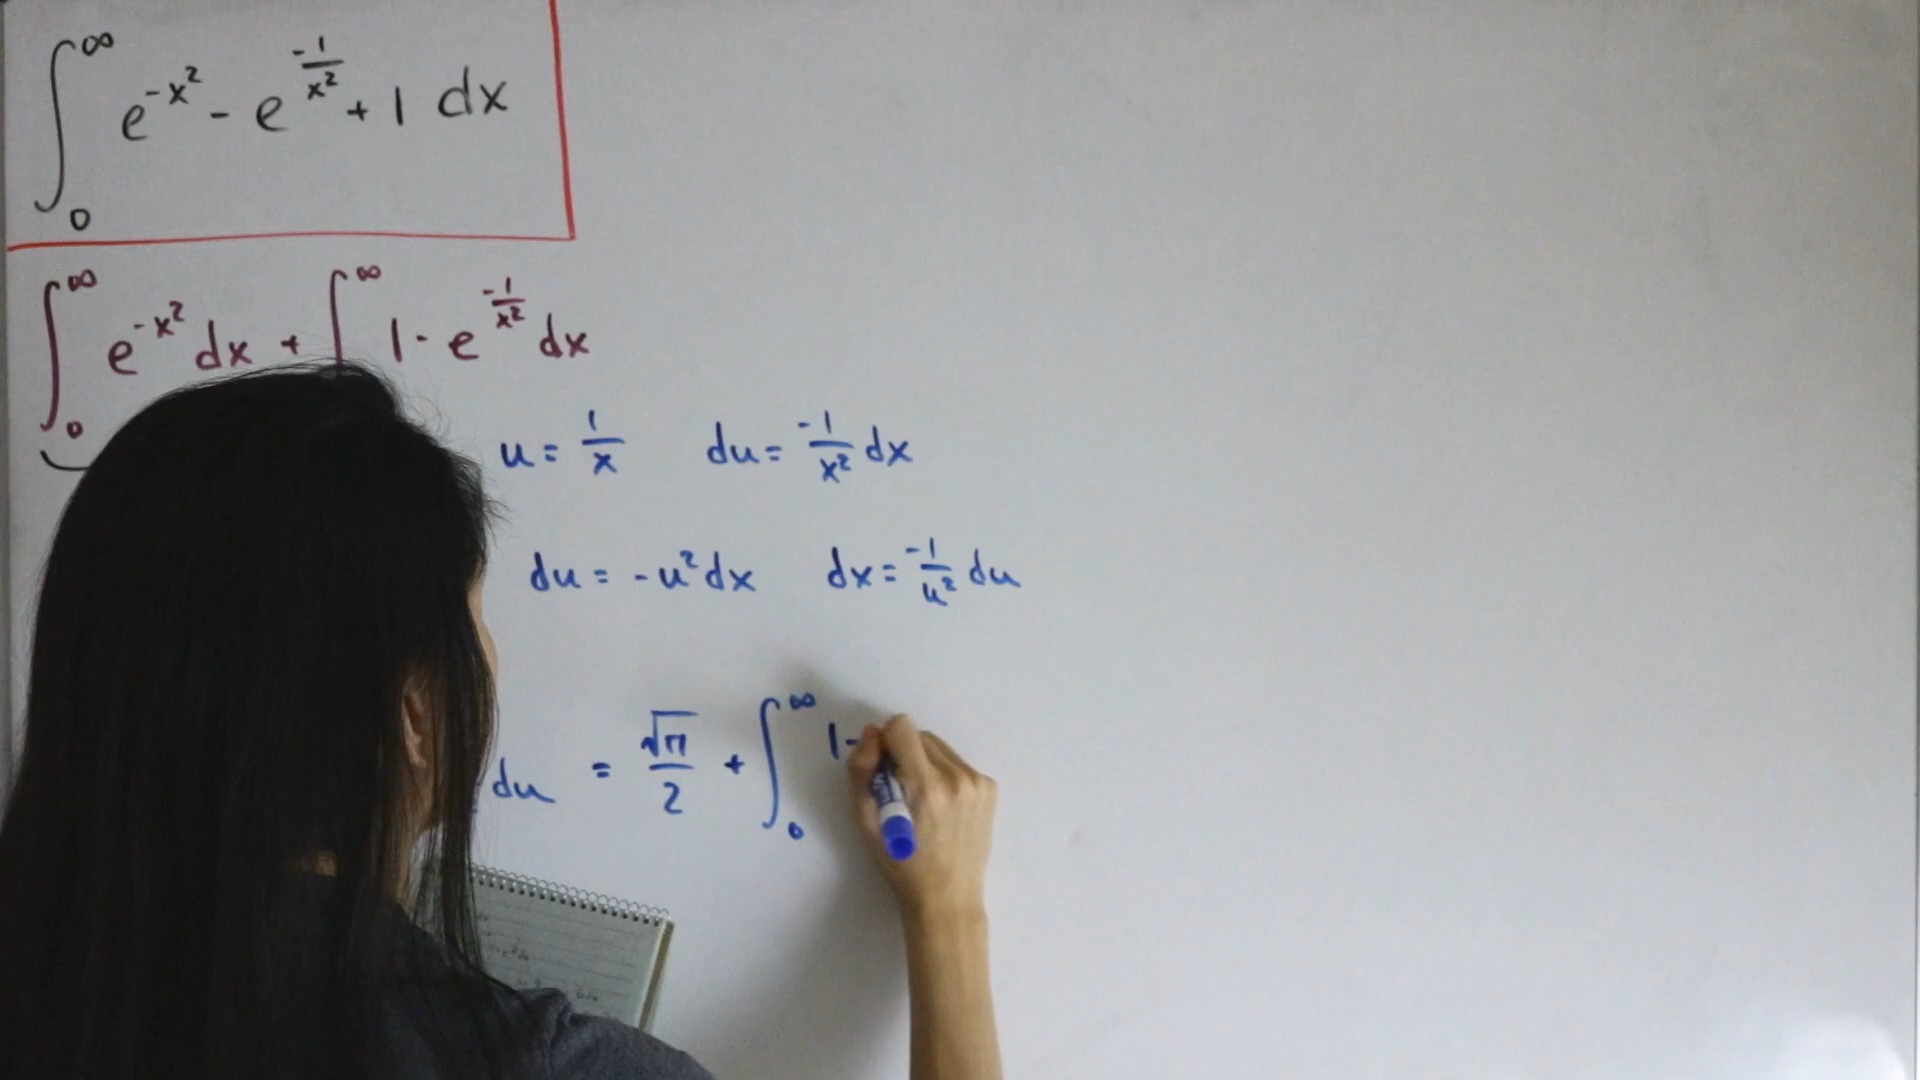 ∫₀^∞ e^{-x²} - e^{-1/x²} + 1 dx
∫₀^∞ e^{-x²} dx + ∫^∞ 1 - e^{-1/x²} dx
u = 1/x du = -1/x² dx
du = -u² dx dx = -1/u² du
du = √π/2 + ∫₀^∞ 1-